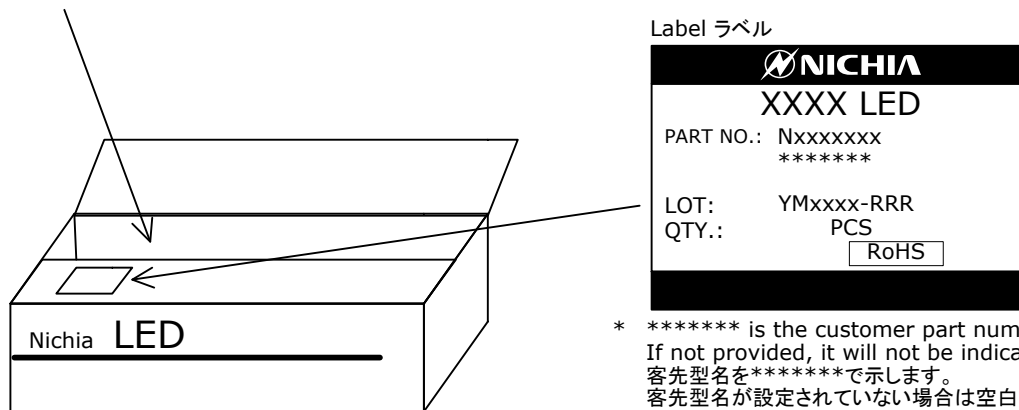 Label ラベル
NICHIA
XXXX LED
PART NO.: Nxxxxxxx
*******
LOT: YMxxxx-RRR
QTY.: PCS
RoHS
Nichia LED
* ******* is the customer part num
If not provided, it will not be indica
客先型名を*******で示します。
客先型名が設定されていない場合は空白